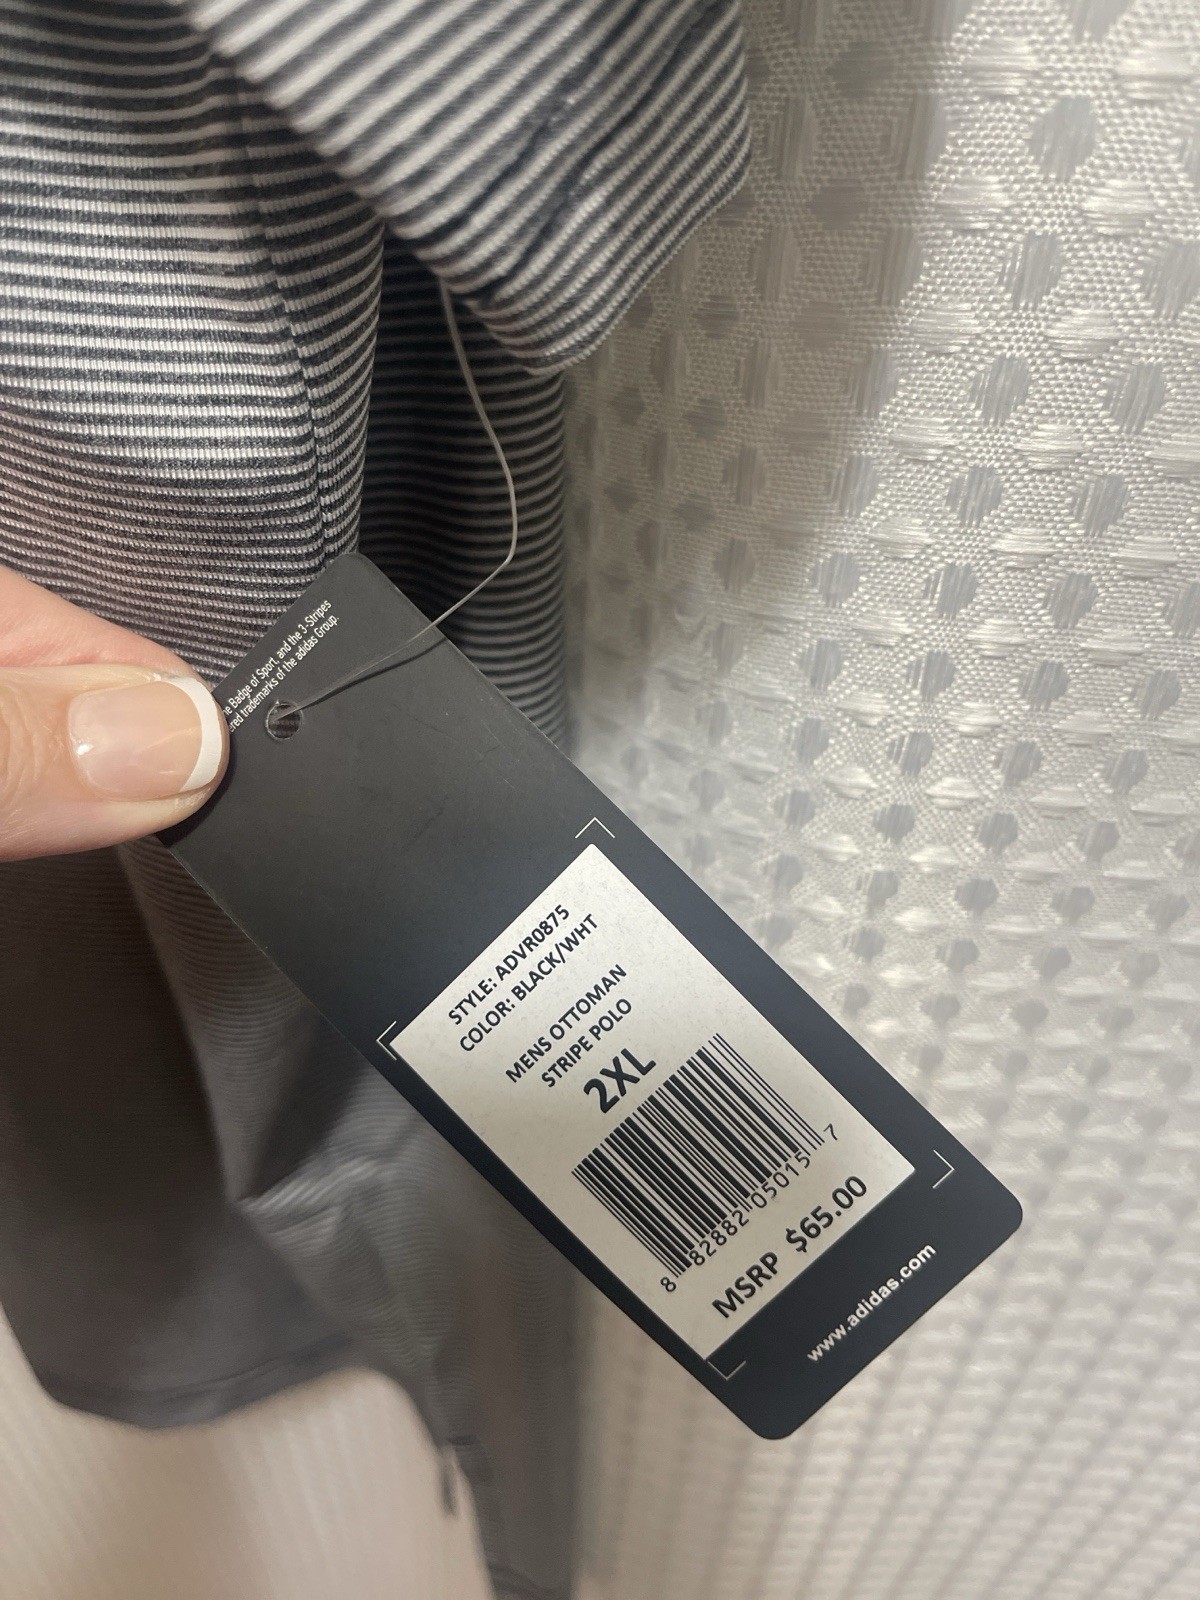 e Badge of Sport, and the 3-Stripes
ered trademarks of the adidas Group.
STYLE: ADVR0875
COLOR: BLACK/WHT
MENS OTTOMAN
STRIPE POLO
2XL
8 82882 05015 7
MSRP $65.00
www.adidas.com